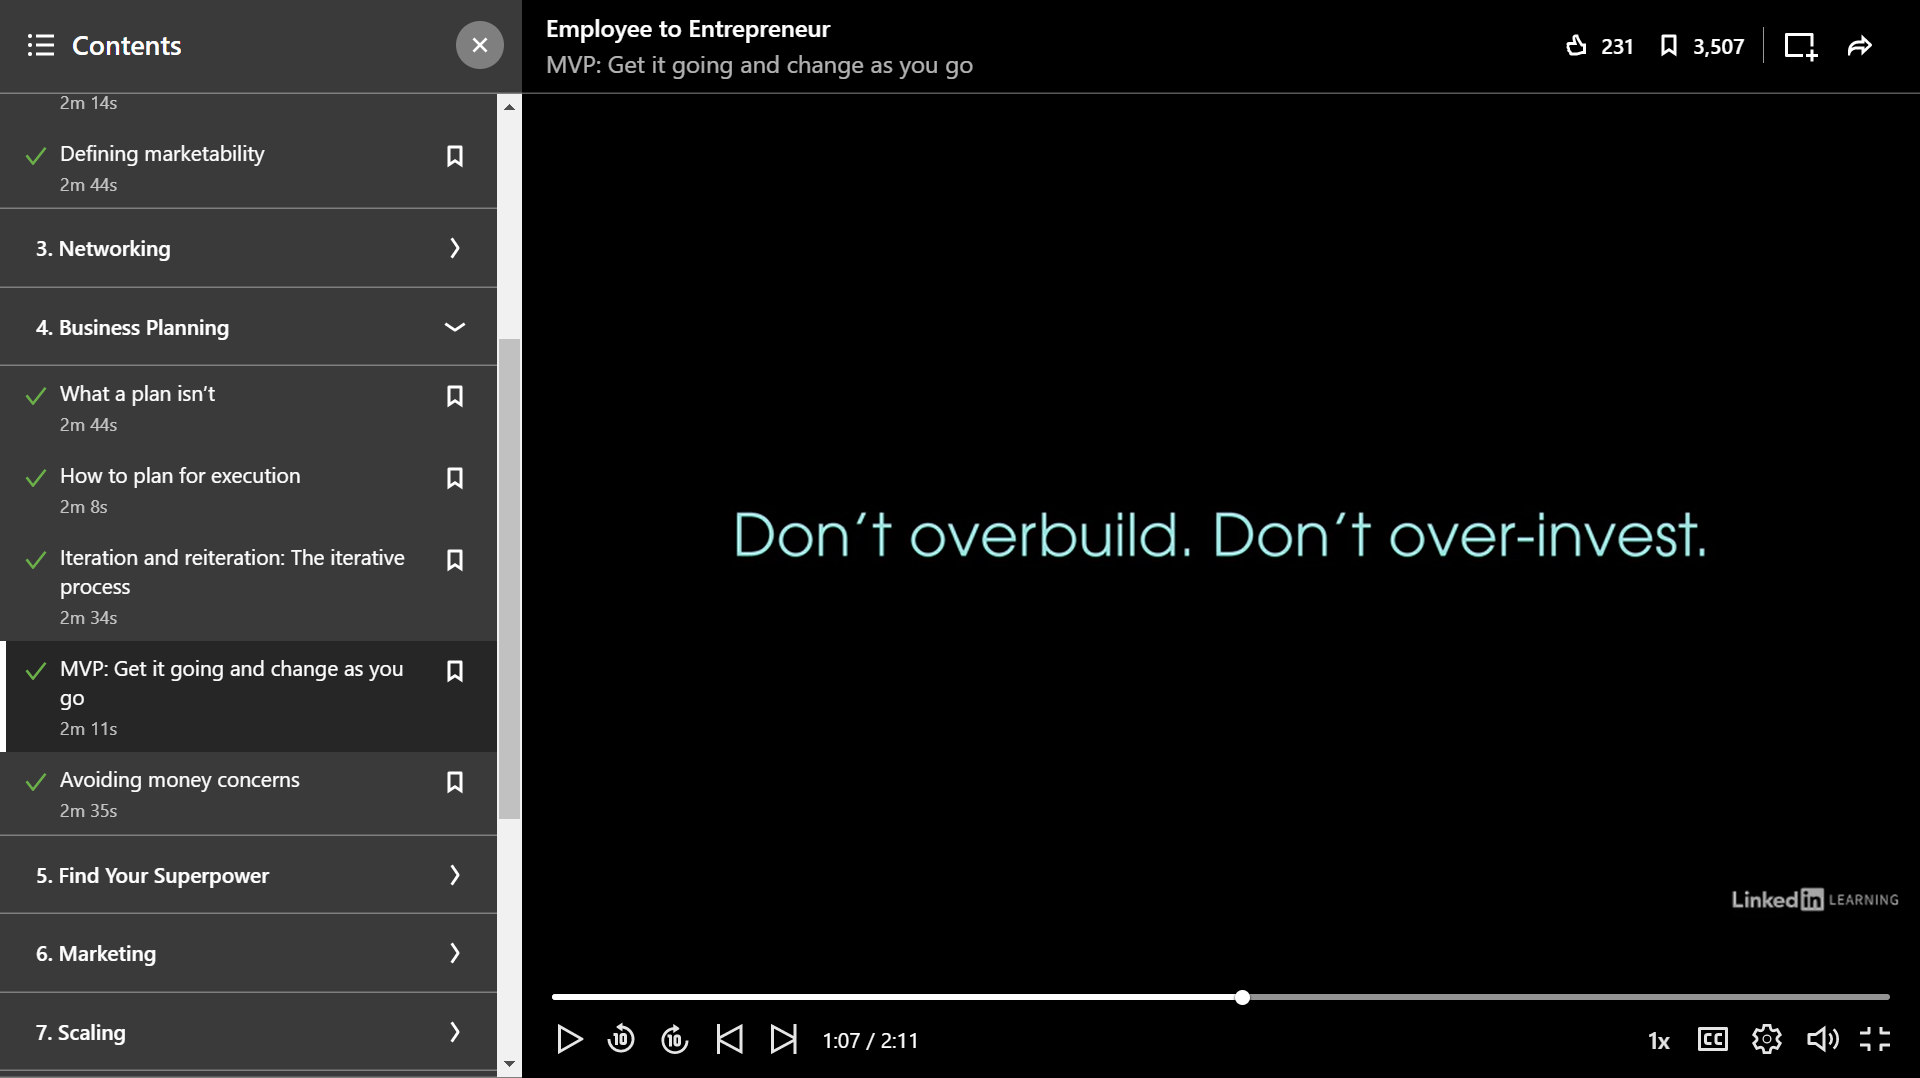 Contents
2m 14s
Defining marketability
2m 44s
3. Networking
4. Business Planning
What a plan isn't
2m 44s
How to plan for execution
2m 8s
Iteration and reiteration: The iterative
process
2m 34s
MVP: Get it going and change as you
go
2m 11s
Avoiding money concerns
2m 35s
5. Find Your Superpower
6. Marketing
7. Scaling
Employee to Entrepreneur
MVP: Get it going and change as you go
231
3,507
Don't overbuild. Don't over-invest.
Linked in LEARNING
10
10
1:07 / 2:11
1x
CC